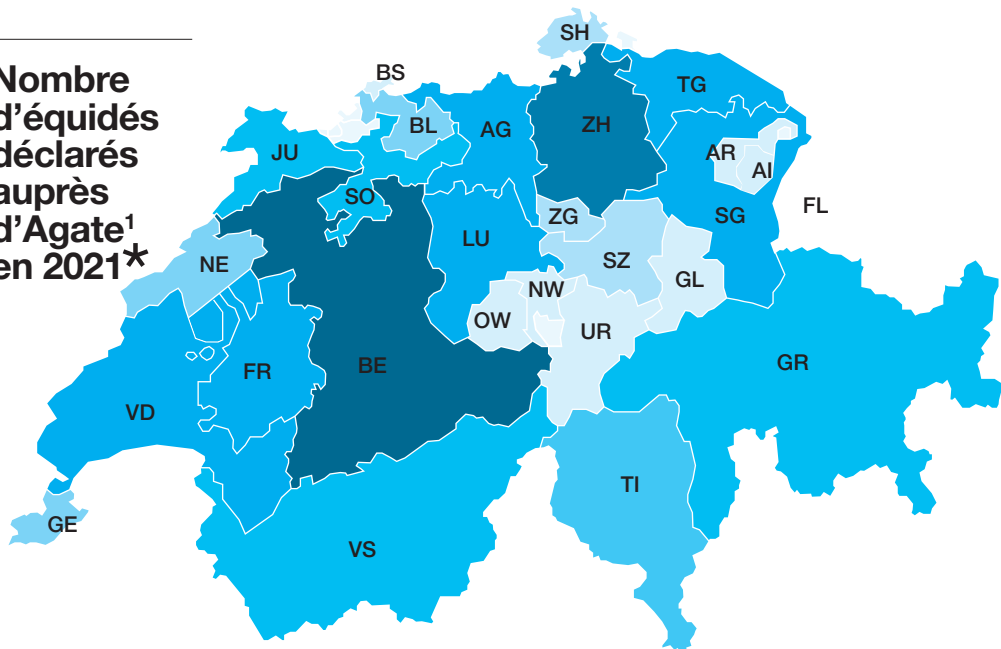 Nombre
d'équidés
déclarés
auprès
d'Agate¹
en 2021*
SH
BS
TG
BL
AG
ZH
JU
AR
AI
SO
FL
ZG
SG
LU
NE
SZ
GL
NW
OW
UR
FR
BE
GR
VD
TI
GE
VS